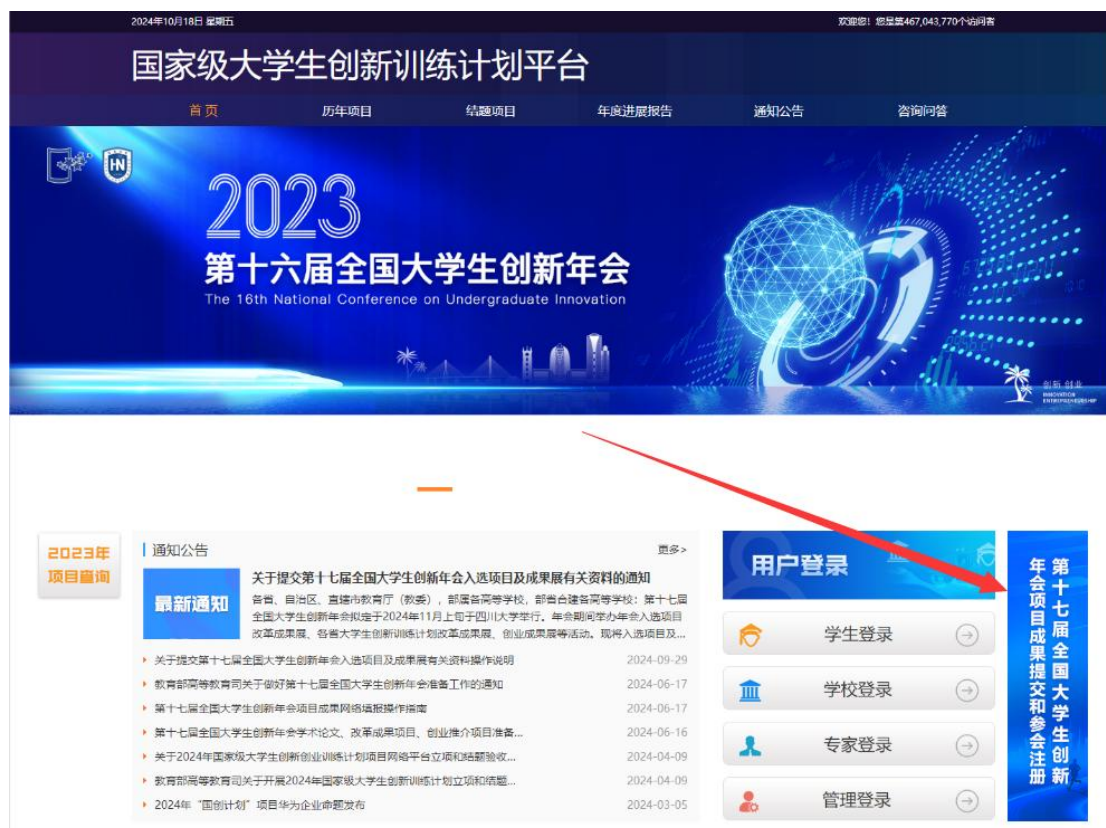 2024年10月18日 星期五
欢迎您！您是第467,043,770个访问者
国家级大学生创新训练计划平台
首 页
历年项目
结题项目
年度进展报告
通知公告
咨询问答
HN
2023
第十六届全国大学生创新年会
The 16th National Conference on Undergraduate Innovation
创新 创业
INNOVATION
ENTREPRENEURSHIP
2023年
项目查询
通知公告
更多>
最新通知
关于提交第十七届全国大学生创新年会入选项目及成果展有关资料的通知
各省、自治区、直辖市教育厅（教委），部属各高等学校，部省合建各高等学校：第十七届
全国大学生创新年会拟定于2024年11月上旬于四川大学举行。年会期间举办年会入选项目
改革成果展、各省大学生创新训练计划改革成果展、创业成果展等活动。现将入选项目及...
关于提交第十七届全国大学生创新年会入选项目及成果展有关资料操作说明 2024-09-29
教育部高等教育司关于做好第十七届全国大学生创新年会准备工作的通知 2024-06-17
第十七届全国大学生创新年会项目成果网络填报操作指南 2024-06-17
第十七届全国大学生创新年会学术论文、改革成果项目、创业推介项目准备... 2024-06-16
关于2024年国家级大学生创新创业训练计划项目网络平台立项和结题验收... 2024-04-09
教育部高等教育司关于开展2024年国家级大学生创新训练计划立项和结题... 2024-04-09
2024年“国创计划”项目华为企业命题发布 2024-03-05
用户登录
学生登录
学校登录
专家登录
管理登录
第十七届全国大学生创新
年会项目成果提交和参会注册